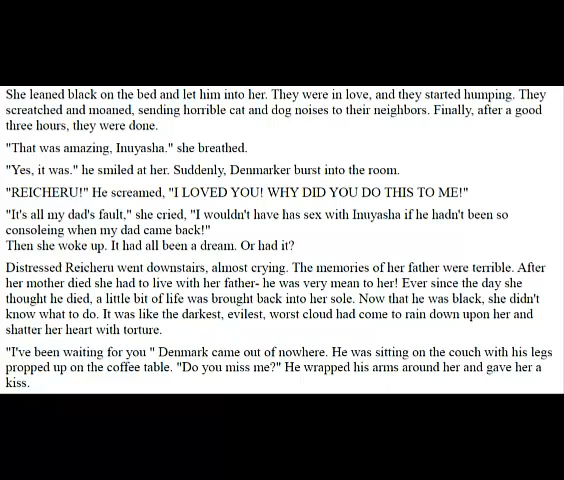 She leaned black on the bed and let him into her. They were in love, and they started humping. They
screatched and moaned, sending horrible cat and dog noises to their neighbors. Finally, after a good
three hours, they were done.
"That was amazing, Inuyasha." she breathed.
"Yes, it was." he smiled at her. Suddenly, Denmarker burst into the room.
"REICHERU!" He screamed, "I LOVED YOU! WHY DID YOU DO THIS TO ME!"
"It's all my dad's fault," she cried, "I wouldn't have has sex with Inuyasha if he hadn't been so
consoleing when my dad came back!"
Then she woke up. It had all been a dream. Or had it?
Distressed Reicheru went downstairs, almost crying. The memories of her father were terrible. After
her mother died she had to live with her father- he was very mean to her! Ever since the day she
thought he died, a little bit of life was brought back into her sole. Now that he was black, she didn't
know what to do. It was like the darkest, evilest, worst cloud had come to rain down upon her and
shatter her heart with torture.
"I've been waiting for you " Denmark came out of nowhere. He was sitting on the couch with his legs
propped up on the coffee table. "Do you miss me?" He wrapped his arms around her and gave her a
kiss.